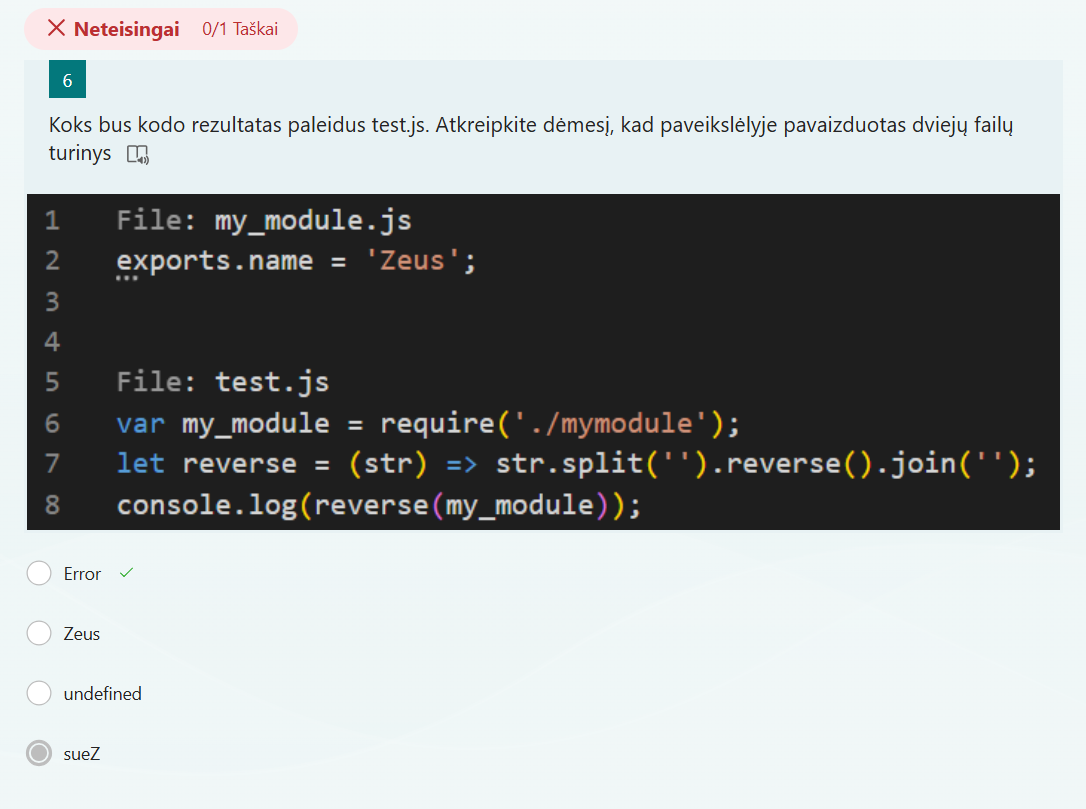 Neteisingai 0/1 Taškai
6
Koks bus kodo rezultatas paleidus test.js. Atkreipkite dėmesį, kad paveikslėlyje pavaizduotas dviejų failų
turinys
1 File: my_module.js
2 exports.name = 'Zeus';
3
4
5 File: test.js
6 var my_module = require('./mymodule');
7 let reverse = (str) => str.split('').reverse().join('');
8 console.log(reverse(my_module));
Error
Zeus
undefined
sueZ